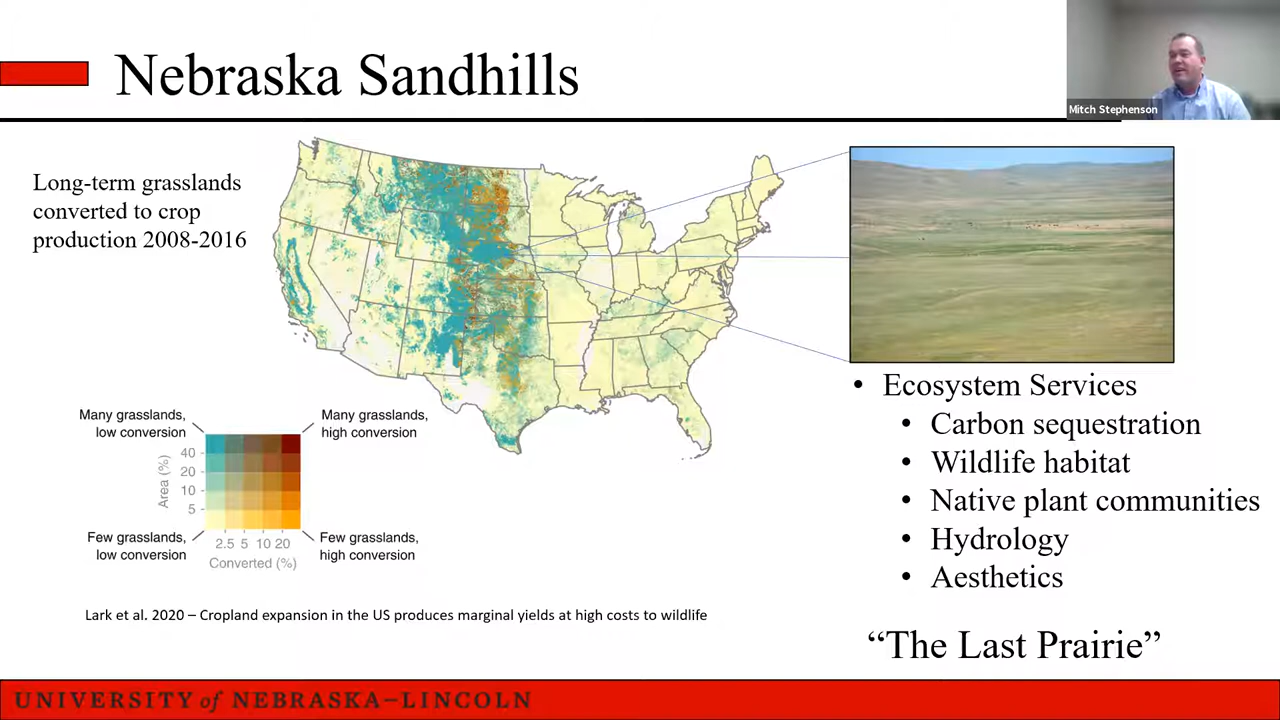 Nebraska Sandhills
Mitch Stephenson
Long-term grasslands
converted to crop
production 2008-2016
Many grasslands,
low conversion
Many grasslands,
high conversion
Area (%)
40
20
10
5
Few grasslands,
low conversion
2.5 5 10 20
Converted (%)
Few grasslands,
high conversion
Lark et al. 2020 – Cropland expansion in the US produces marginal yields at high costs to wildlife
• Ecosystem Services
• Carbon sequestration
• Wildlife habitat
• Native plant communities
• Hydrology
• Aesthetics
“The Last Prairie”
UNIVERSITY of NEBRASKA–LINCOLN